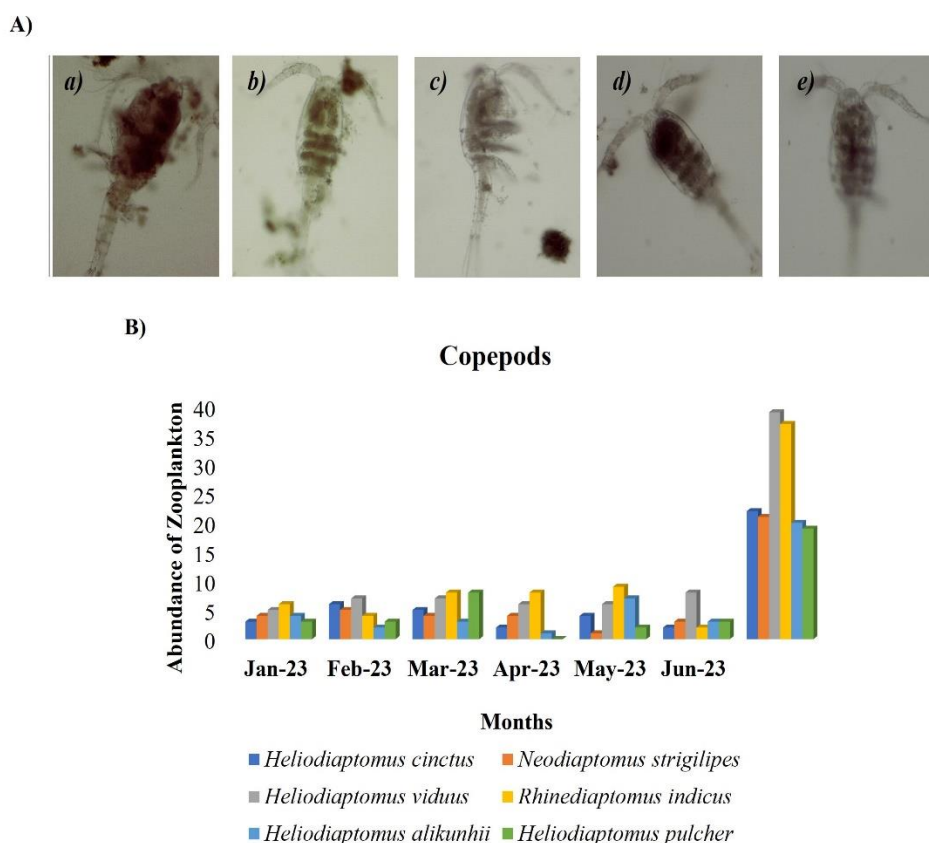 A)
a) b) c) d) e)
B)
Copepods
Abundance of Zooplankton
40
35
30
25
20
15
10
5
0
Jan-23 Feb-23 Mar-23 Apr-23 May-23 Jun-23
Months
Heliodiaptomus cinctus Neodiaptomus strigilipes
Heliodiaptomus viduus Rhinediaptomus indicus
Heliodiaptomus alikunhii Heliodiaptomus pulcher